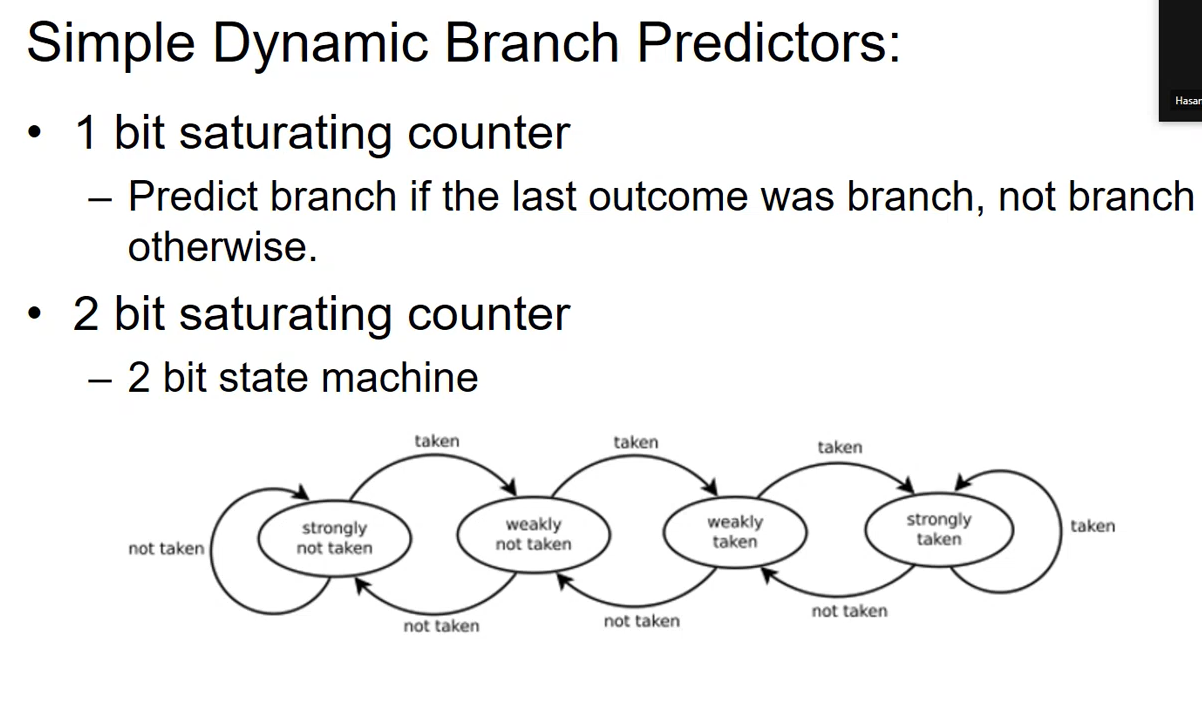 Simple Dynamic Branch Predictors:
Hasan
• 1 bit saturating counter
– Predict branch if the last outcome was branch, not branch
otherwise.
• 2 bit saturating counter
– 2 bit state machine
taken
taken
taken
strongly
not taken
weakly
not taken
weakly
taken
strongly
taken
not taken
taken
not taken
not taken
not taken